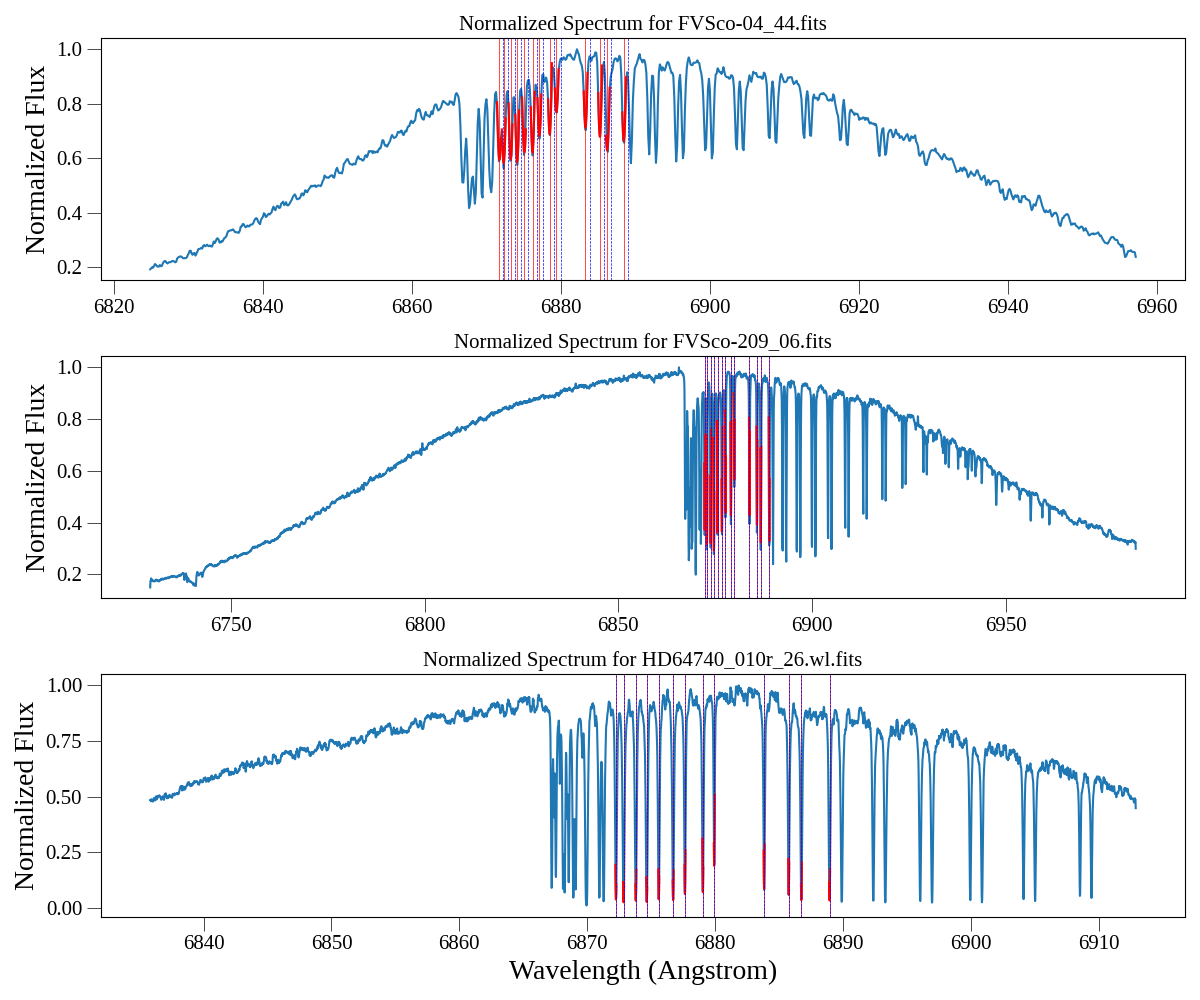 Normalized Spectrum for FVSco-04_44.fits
Normalized Flux
1.0
0.8
0.6
0.4
0.2
6820 6840 6860 6880 6900 6920 6940 6960
Normalized Spectrum for FVSco-209_06.fits
Normalized Flux
1.0
0.8
0.6
0.4
0.2
6750 6800 6850 6900 6950
Normalized Spectrum for HD64740_010r_26.wl.fits
Normalized Flux
1.00
0.75
0.50
0.25
0.00
6840 6850 6860 6870 6880 6890 6900 6910
Wavelength (Angstrom)